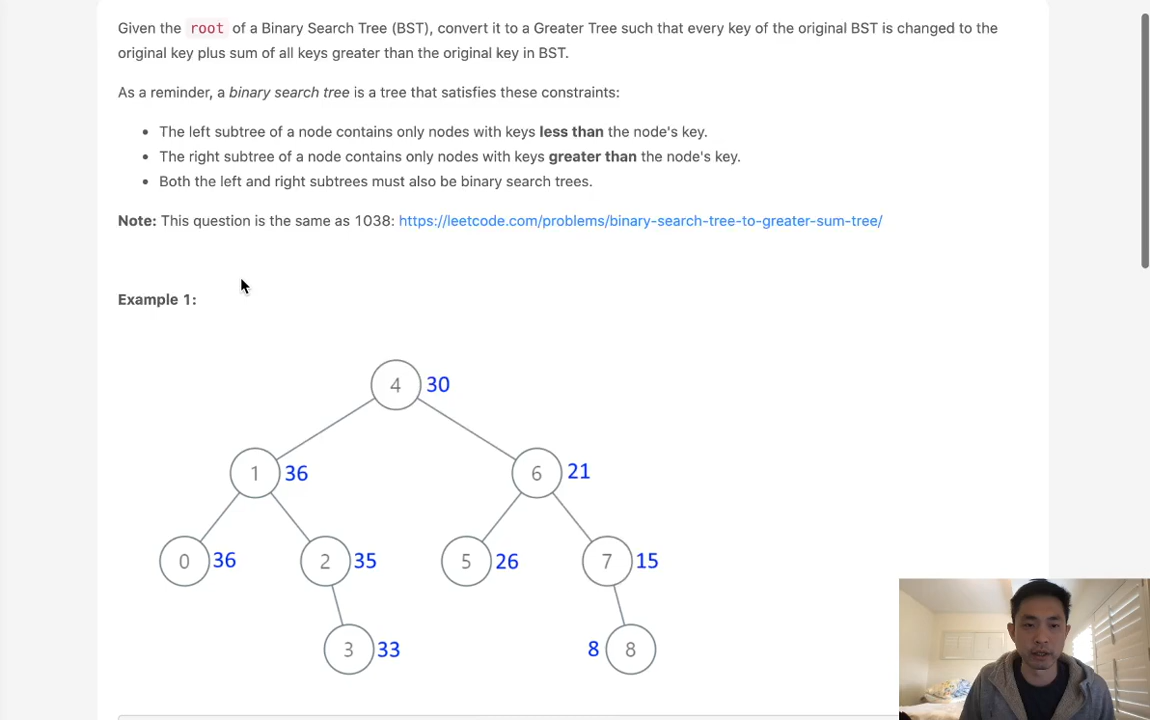 Given the root of a Binary Search Tree (BST), convert it to a Greater Tree such that every key of the original BST is changed to the
original key plus sum of all keys greater than the original key in BST.
As a reminder, a binary search tree is a tree that satisfies these constraints:
• The left subtree of a node contains only nodes with keys less than the node's key.
• The right subtree of a node contains only nodes with keys greater than the node's key.
• Both the left and right subtrees must also be binary search trees.
Note: This question is the same as 1038: https://leetcode.com/problems/binary-search-tree-to-greater-sum-tree/
Example 1:
4 30
1 36 6 21
0 36 2 35 5 26 7 15
3 33 8 8